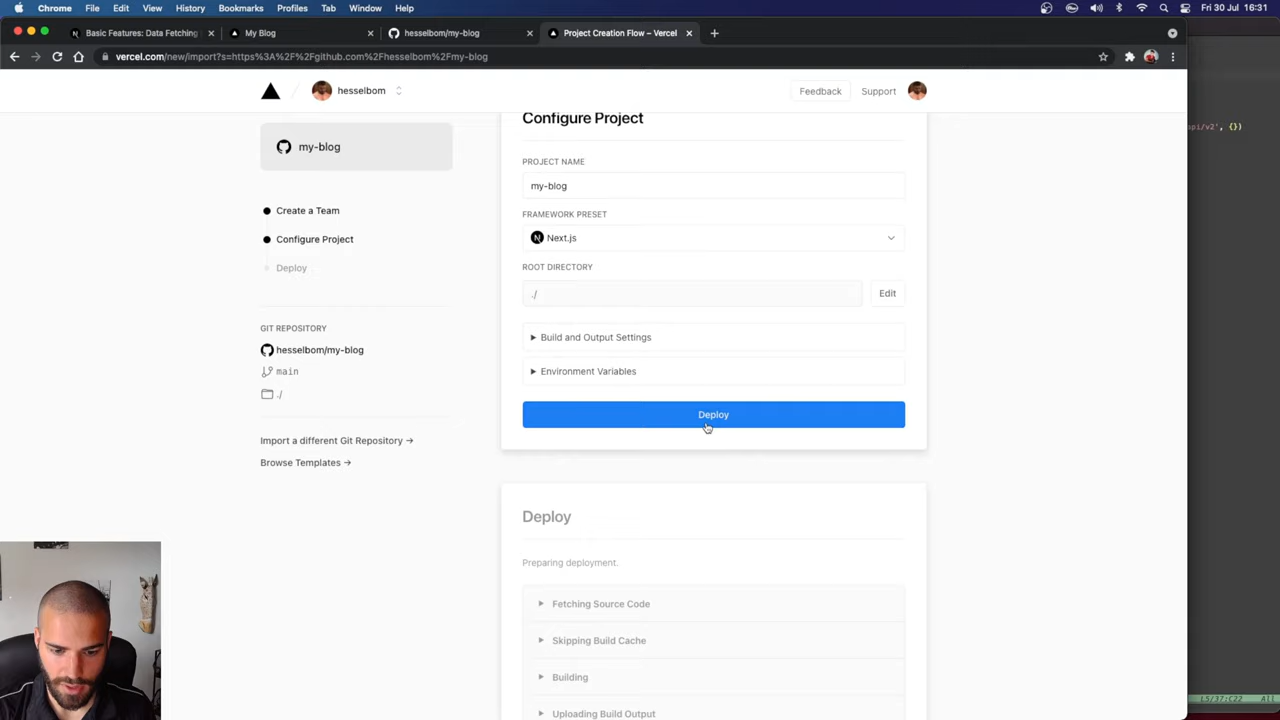 Chrome File Edit View History Bookmarks Profiles Tab Window Help Fri 30 Jul 16:31
Basic Features: Data Fetching
My Blog
hesselbom/my-blog
Project Creation Flow – Vercel
vercel.com/new/import?s=https%3A%2F%2Fgithub.com%2Fhesselbom%2Fmy-blog
hesselbom
Feedback
Support
my-blog
Create a Team
Configure Project
Deploy
GIT REPOSITORY
hesselbom/my-blog
main
./
Import a different Git Repository →
Browse Templates →
Configure Project
PROJECT NAME
my-blog
FRAMEWORK PRESET
N Next.js
ROOT DIRECTORY
./
Edit
Build and Output Settings
Environment Variables
Deploy
Deploy
Preparing deployment.
Fetching Source Code
Skipping Build Cache
Building
Uploading Build Output
api/v2', {})
All